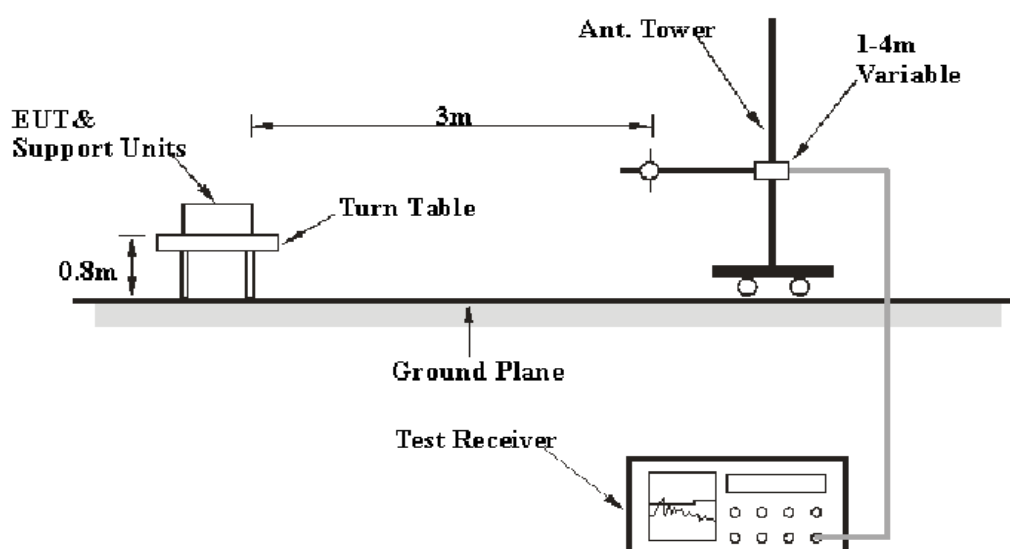 Ant. Tower
1-4m
Variable
3m
EUT&
Support Units
Turn Table
0.8m
Ground Plane
Test Receiver